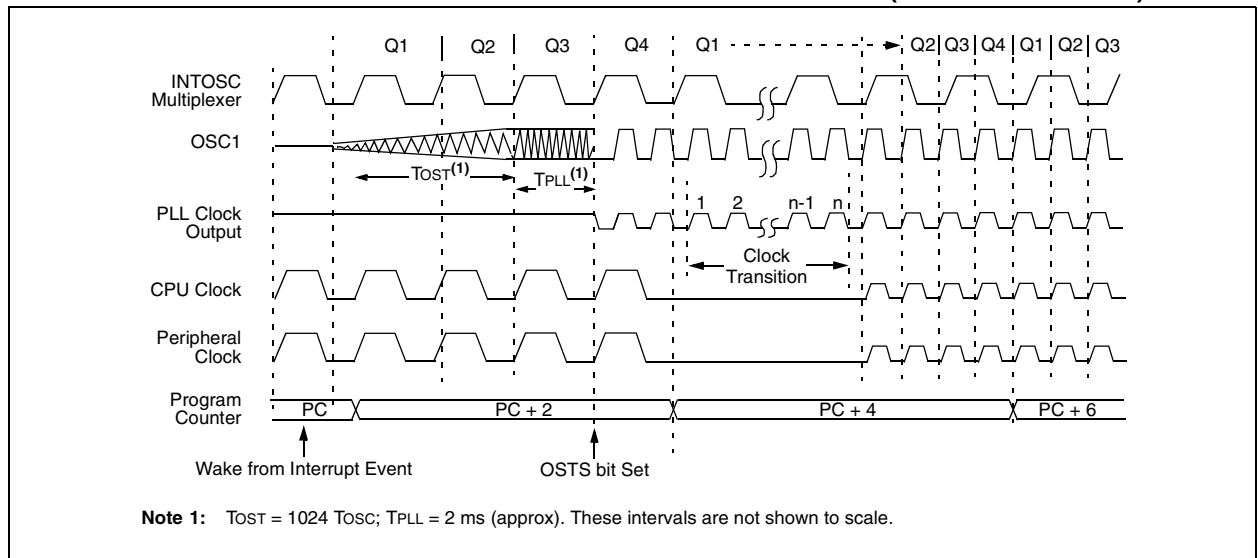 Q1 Q2 Q3 Q4 Q1 Q2 Q3 Q4 Q1 Q2 Q3
INTOSC
Multiplexer
OSC1
TOST(1)
TPLL(1)
PLL Clock
Output
1 2 n-1 n
Clock
Transition
CPU Clock
Peripheral
Clock
Program
Counter
PC PC + 2 PC + 4 PC + 6
Wake from Interrupt Event
OSTS bit Set
Note 1: TOST = 1024 TOSC; TPLL = 2 ms (approx). These intervals are not shown to scale.